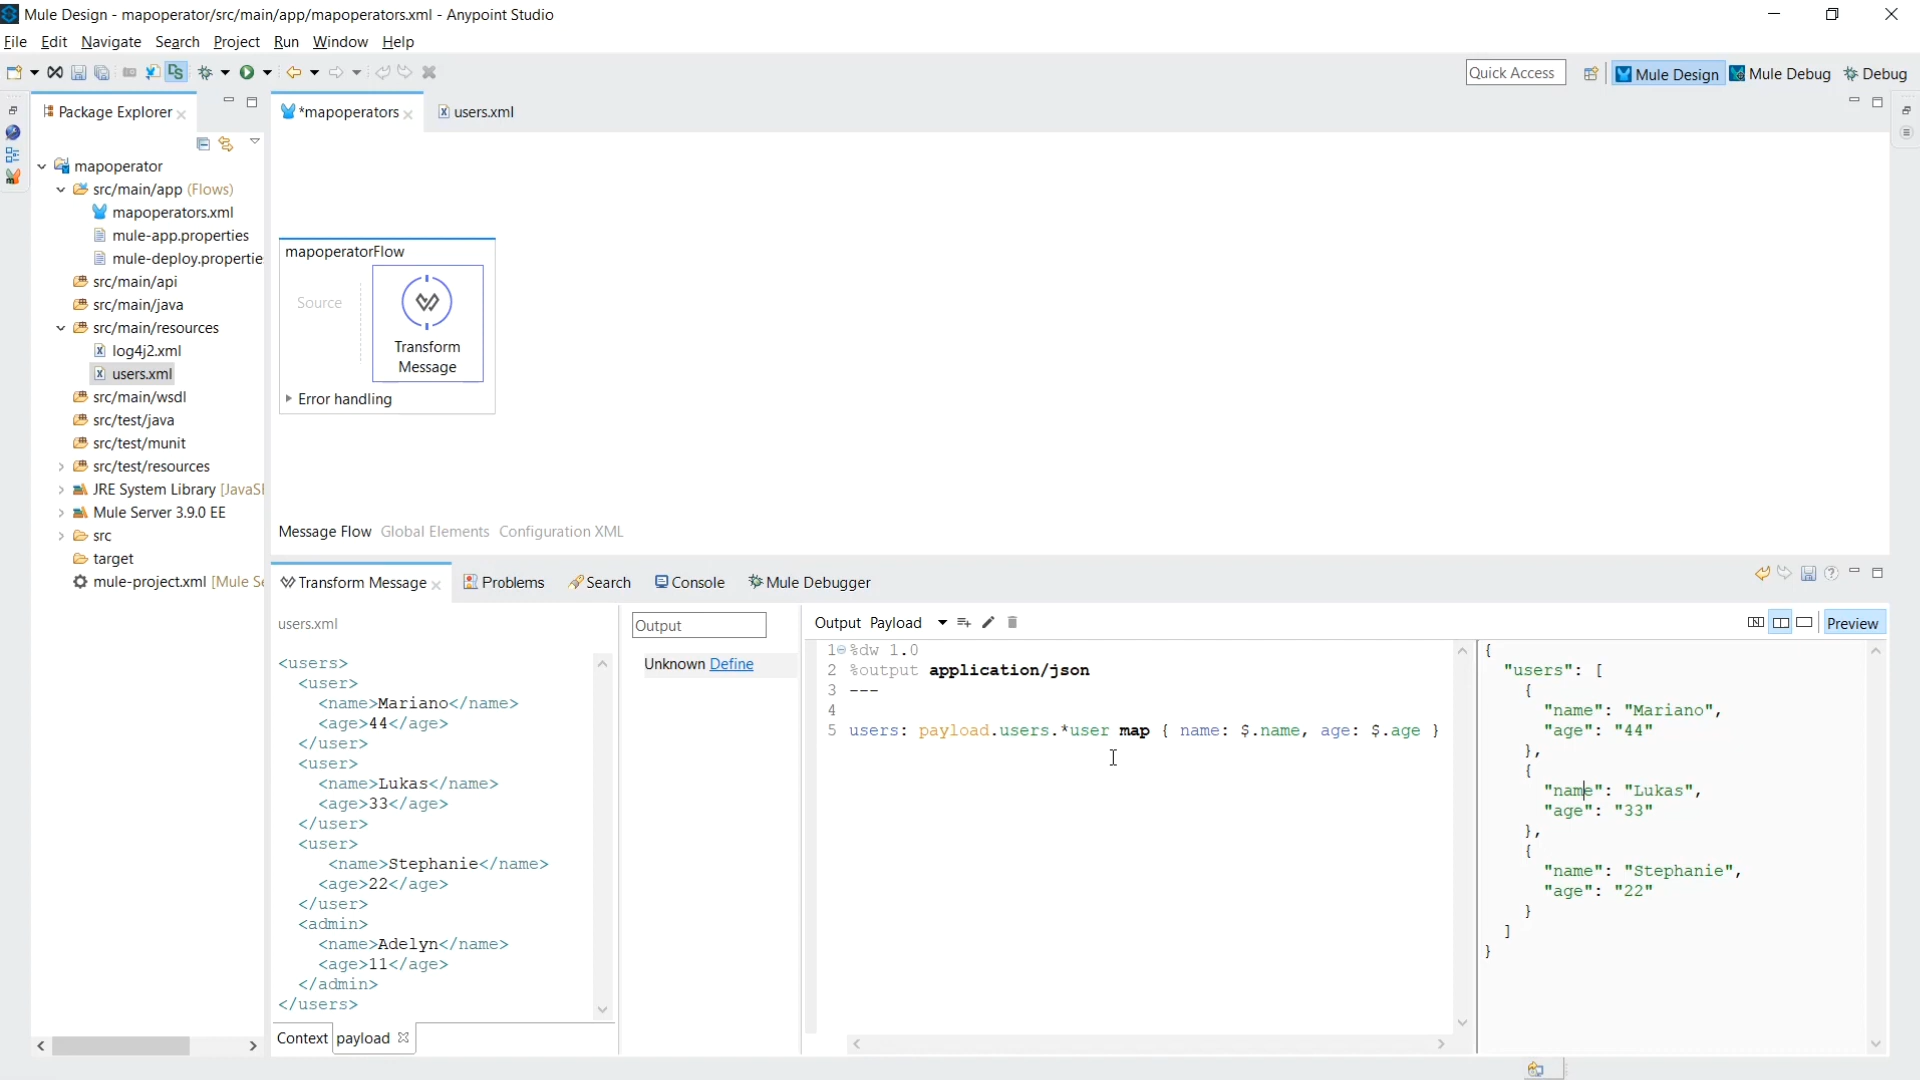 Mule Design - mapoperator/src/main/app/mapoperators.xml - Anypoint Studio
File Edit Navigate Search Project Run Window Help
Quick Access
Mule Design
Mule Debug
Debug
Package Explorer
*mapoperators
users.xml
mapoperator
src/main/app (Flows)
mapoperators.xml
mule-app.properties
mule-deploy.propertie
src/main/api
src/main/java
src/main/resources
log4j2.xml
users.xml
src/main/wsdl
src/test/java
src/test/munit
src/test/resources
JRE System Library [JavaSE
Mule Server 3.9.0 EE
src
target
mule-project.xml [Mule Se
mapoperatorFlow
Source
Transform
Message
Error handling
Message Flow Global Elements Configuration XML
Transform Message
Problems
Search
Console
Mule Debugger
users.xml
<users>
<user>
<name>Mariano</name>
<age>44</age>
</user>
<user>
<name>Lukas</name>
<age>33</age>
</user>
<user>
<name>Stephanie</name>
<age>22</age>
</user>
<admin>
<name>Adelyn</name>
<age>11</age>
</admin>
</users>
Context payload
Output
Unknown Define
Output Payload
Preview
1 %dw 1.0
2 %output application/json
3 ---
4
5 users: payload.users.*user map { name: $.name, age: $.age }
{
"users": [
{
"name": "Mariano",
"age": "44"
},
{
"name": "Lukas",
"age": "33"
},
{
"name": "Stephanie",
"age": "22"
}
]
}